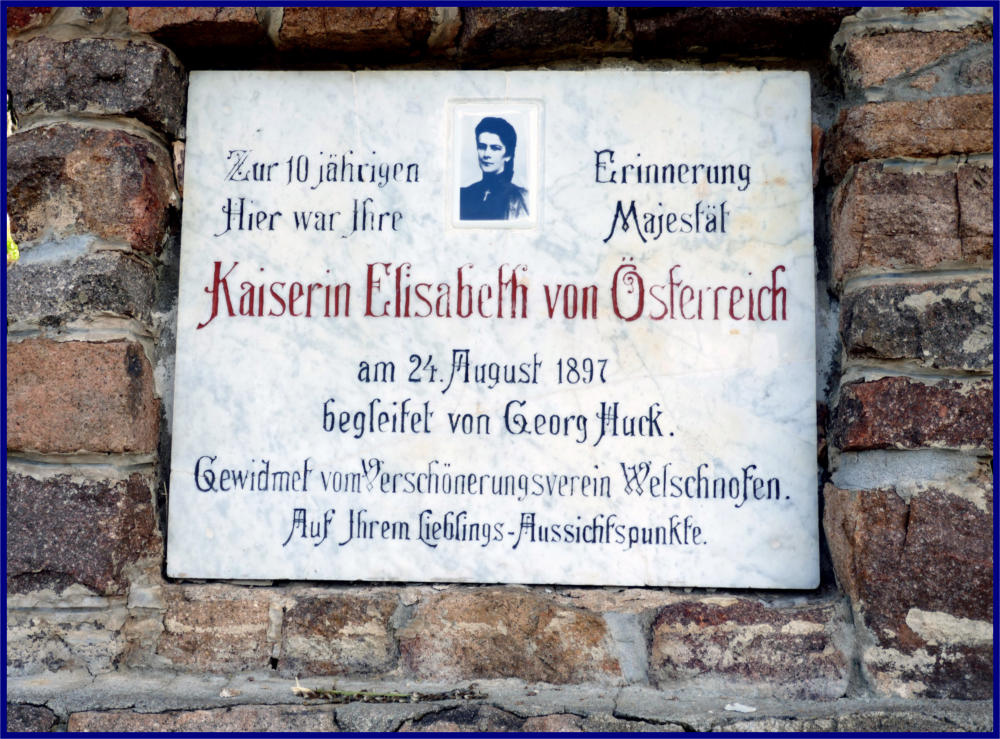 Zur 10 jährigen Erinnerung
Hier war Ihre Majestät
Kaiserin Elisabeth von Österreich
am 24. August 1897
begleitet von Georg Huck.
Gewidmet vom Verschönerungsverein Welschnofen.
Auf Ihrem Lieblings-Aussichtspunkte.